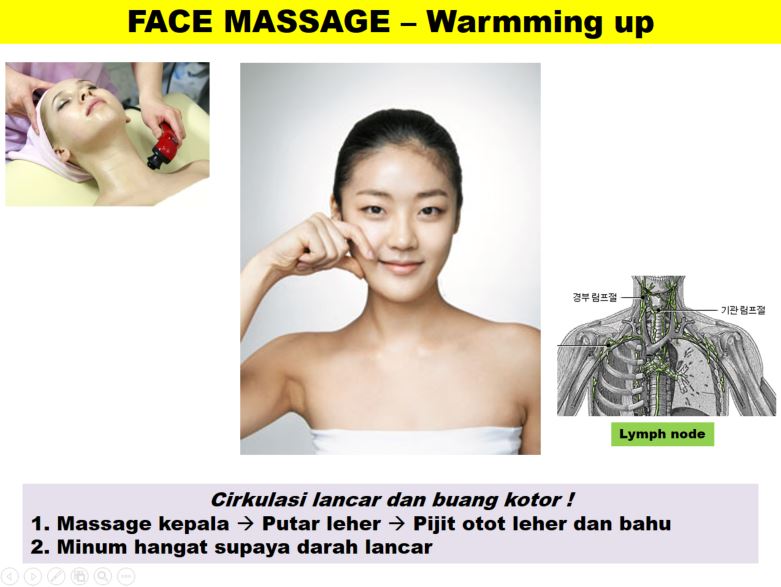 FACE MASSAGE – Warmming up
경부 림프절
기관 림프절
Lymph node
Cirkulasi lancar dan buang kotor !
1. Massage kepala → Putar leher → Pijit otot leher dan bahu
2. Minum hangat supaya darah lancar